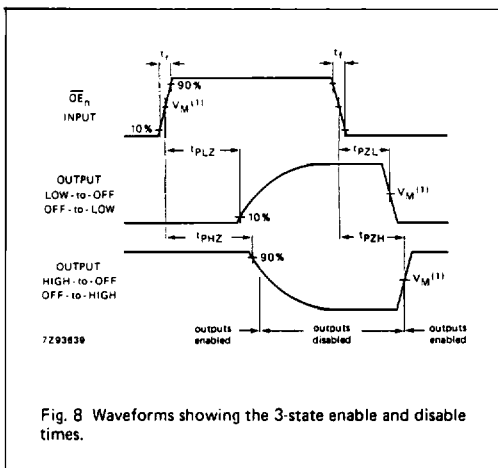 tr
tf
90%
OEn
INPUT
VM(1)
10%
tPLZ
tPZL
OUTPUT
LOW-to-OFF
OFF-to-LOW
VM(1)
10%
tPHZ
tPZH
90%
OUTPUT
HIGH-to-OFF
OFF-to-HIGH
VM(1)
7Z93639
outputs enabled
outputs disabled
outputs enabled
Fig. 8 Waveforms showing the 3-state enable and disable
times.